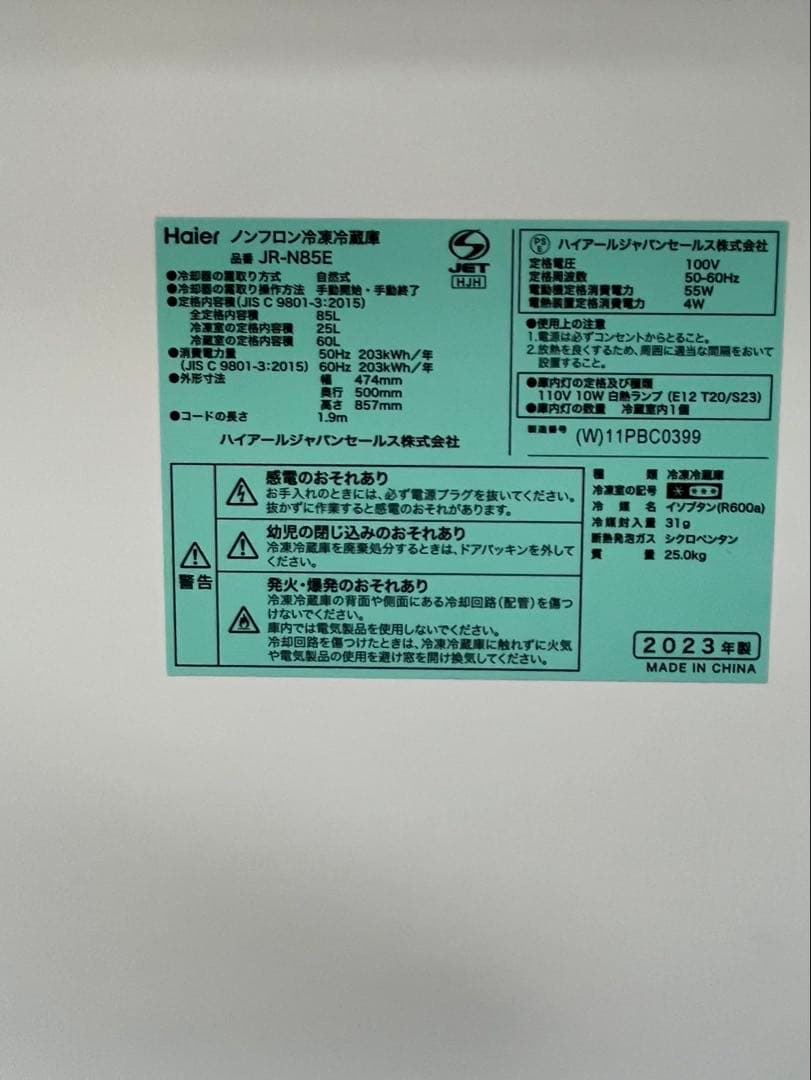 Haier ノンフロン冷凍冷蔵庫
品番 JR-N85E
●冷却器の霜取り方式 自然式
●冷却器の霜取り操作方法 手動開始・手動終了
●定格内容積(JIS C 9801-3:2015)
全定格内容積 85L
冷凍室の定格内容積 25L
冷蔵室の定格内容積 60L
●消費電力量 50Hz 203kWh/年
(JIS C 9801-3:2015) 60Hz 203kWh/年
●外形寸法 幅 474mm
奥行 500mm
高さ 857mm
●コードの長さ 1.9m
ハイアールジャパンセールス株式会社
JET
HJH
PS E ハイアールジャパンセールス株式会社
定格電圧 100V
定格周波数 50-60Hz
電動機定格消費電力 55W
電熱装置定格消費電力 4W
●使用上の注意
1.電源は必ずコンセントからとること。
2.放熱を良くするため、周囲に適当な間隔をおいて
設置すること。
●庫内灯の定格及び種類
110V 10W 白熱ランプ (E12 T20/S23)
●庫内灯の数量 冷蔵室内1個
製造番号 (W)11PBC0399
警告
感電のおそれあり
お手入れのときには、必ず電源プラグを抜いてください。
抜かずに作業すると感電のおそれがあります。
幼児の閉じ込みのおそれあり
冷凍冷蔵庫を廃棄処分するときは、ドアパッキンを外して
ください。
発火・爆発のおそれあり
冷凍冷蔵庫の背面や側面にある冷却回路(配管)を傷つ
けないでください。
庫内では電気製品を使用しないでください。
冷却回路を傷つけたときは、冷凍冷蔵庫に触れずに火気
や電気製品の使用を避け窓を開け換気してください。
種類 冷凍冷蔵庫
冷凍室の記号 * ***
冷媒名 イソブタン(R600a)
冷媒封入量 31g
断熱発泡ガス シクロペンタン
質量 25.0kg
2023年製
MADE IN CHINA